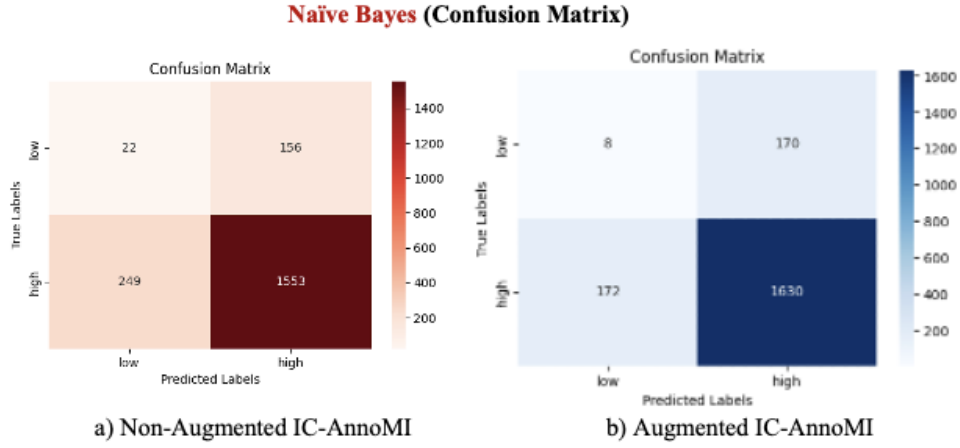 Naïve Bayes (Confusion Matrix)
Confusion Matrix
low
22
156
high
249
1553
True Labels
low
high
Predicted Labels
1400
1200
1000
800
600
400
200
a) Non-Augmented IC-AnnoMI
Confusion Matrix
low
8
170
high
172
1630
True Labels
low
high
Predicted Labels
1600
1400
1200
1000
800
600
400
200
b) Augmented IC-AnnoMI